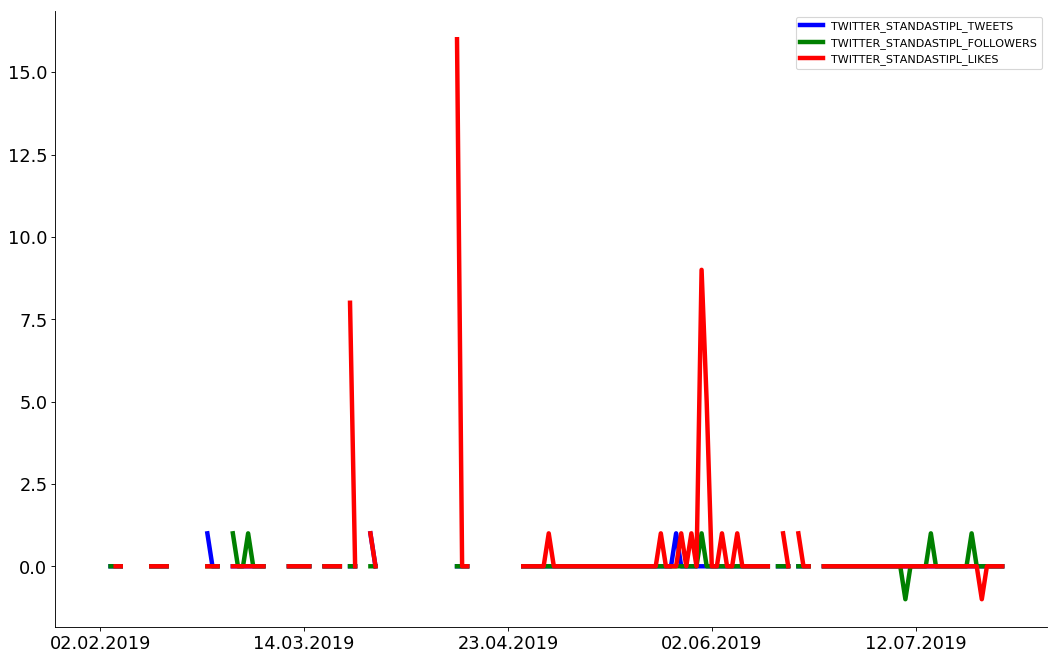 TWITTER_STANDASTIPL_TWEETS
TWITTER_STANDASTIPL_FOLLOWERS
TWITTER_STANDASTIPL_LIKES
15.0
12.5
10.0
7.5
5.0
2.5
0.0
02.02.2019 14.03.2019 23.04.2019 02.06.2019 12.07.2019